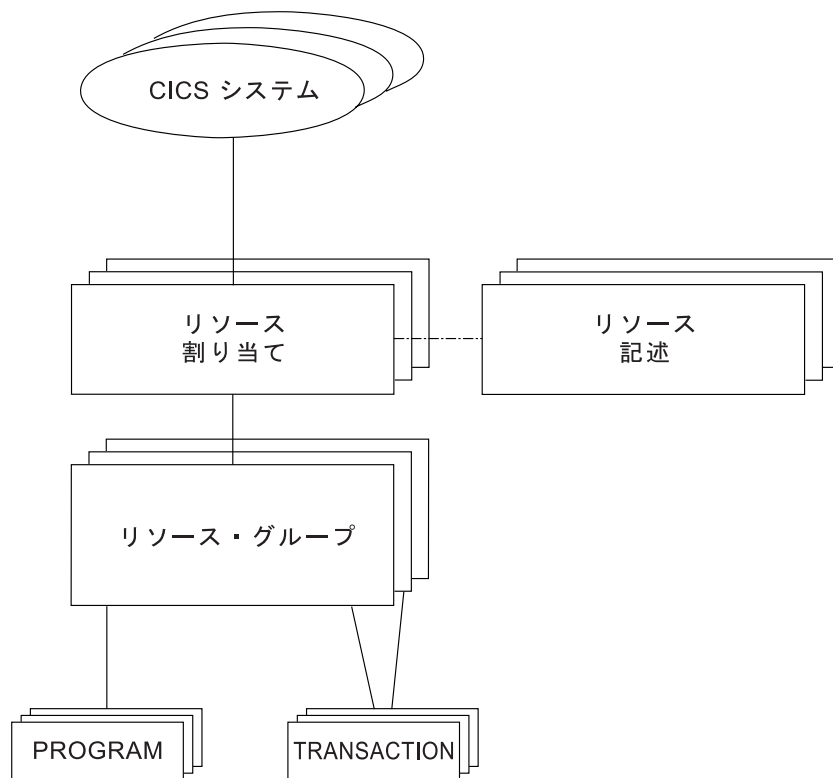 CICS システム
リソース
割り当て
リソース
記述
リソース・グループ
PROGRAM
TRANSACTION